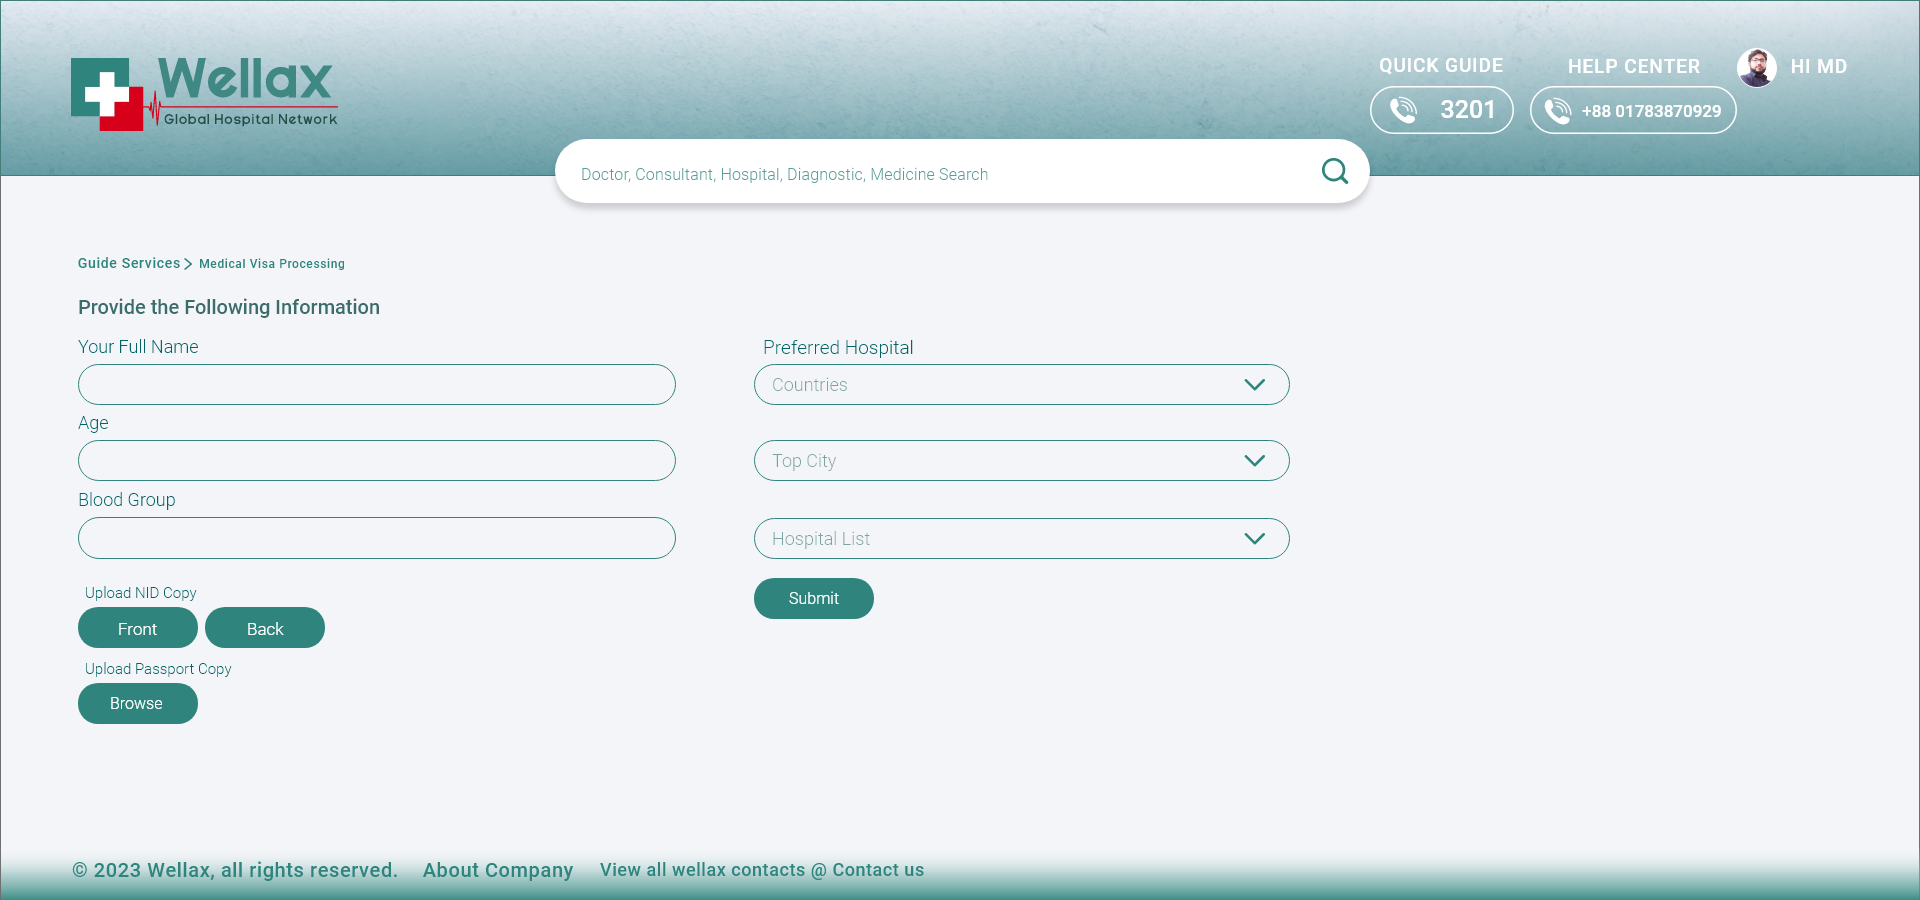 Wellax
Global Hospital Network
QUICK GUIDE
3201
HELP CENTER
+88 01783870929
HI MD
Doctor, Consultant, Hospital, Diagnostic, Medicine Search
Guide Services
Medical Visa Processing
Provide the Following Information
Your Full Name
Age
Blood Group
Upload NID Copy
Front
Back
Upload Passport Copy
Browse
Preferred Hospital
Countries
Top City
Hospital List
Submit
© 2023 Wellax, all rights reserved.
About Company
View all wellax contacts @ Contact us